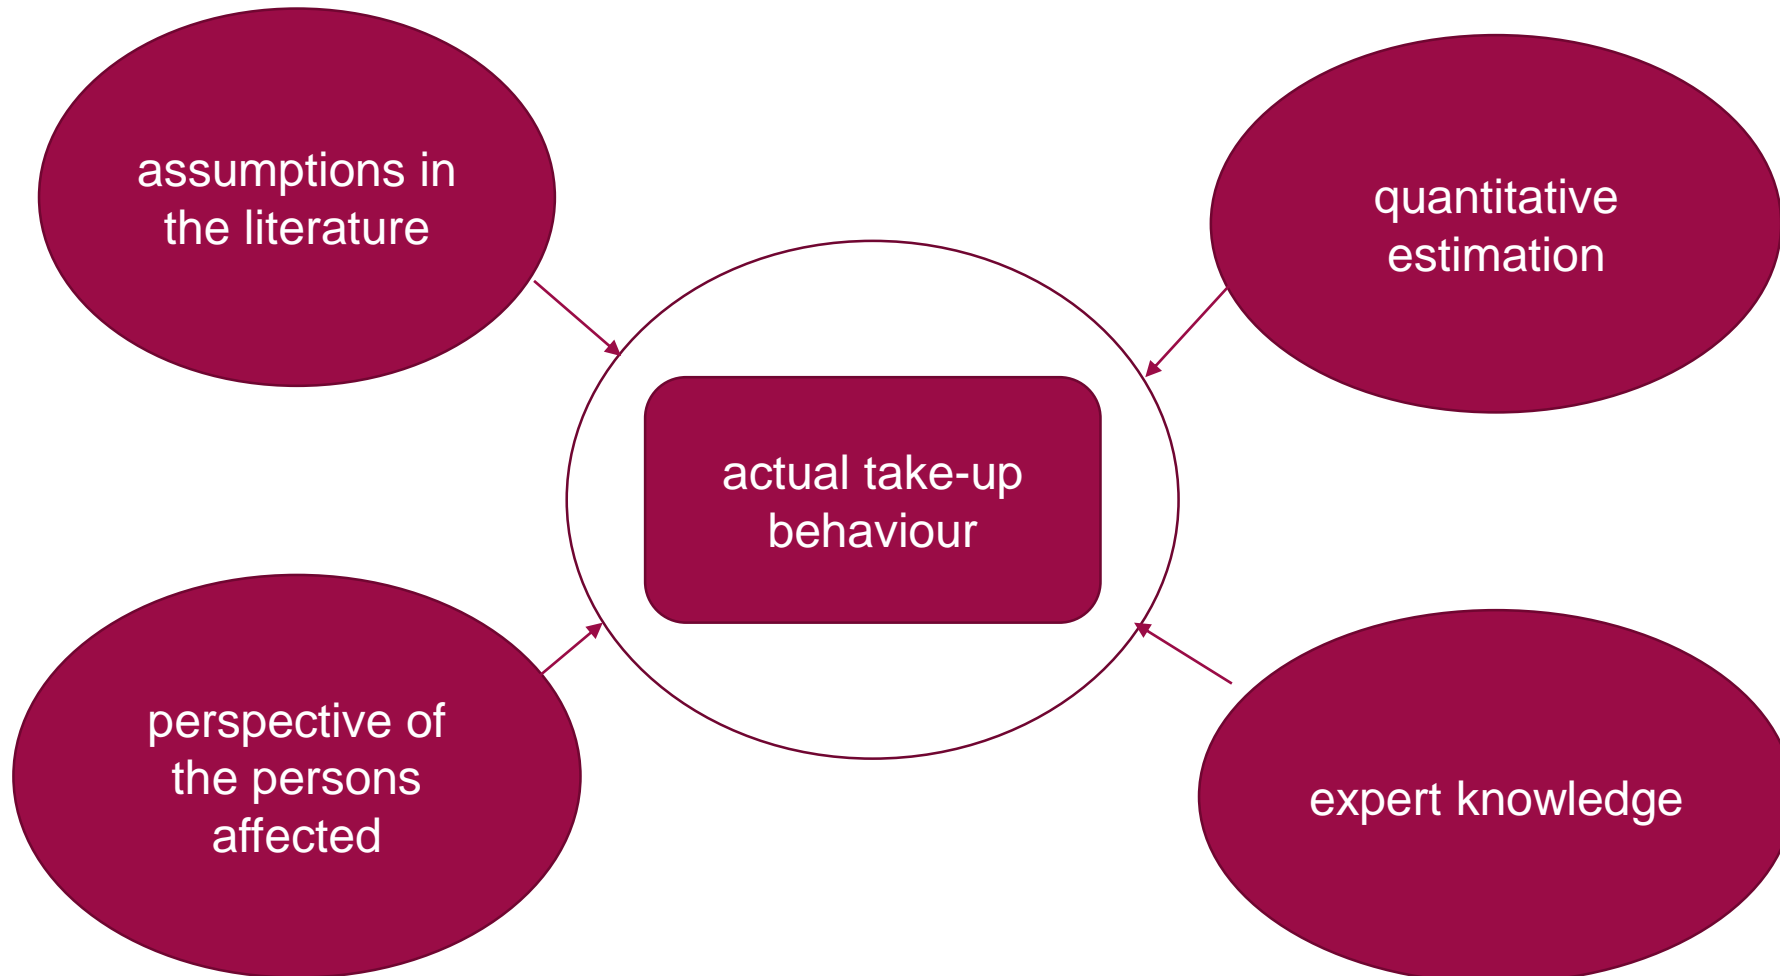 assumptions in
the literature
quantitative
estimation
actual take-up
behaviour
perspective of
the persons
affected
expert knowledge